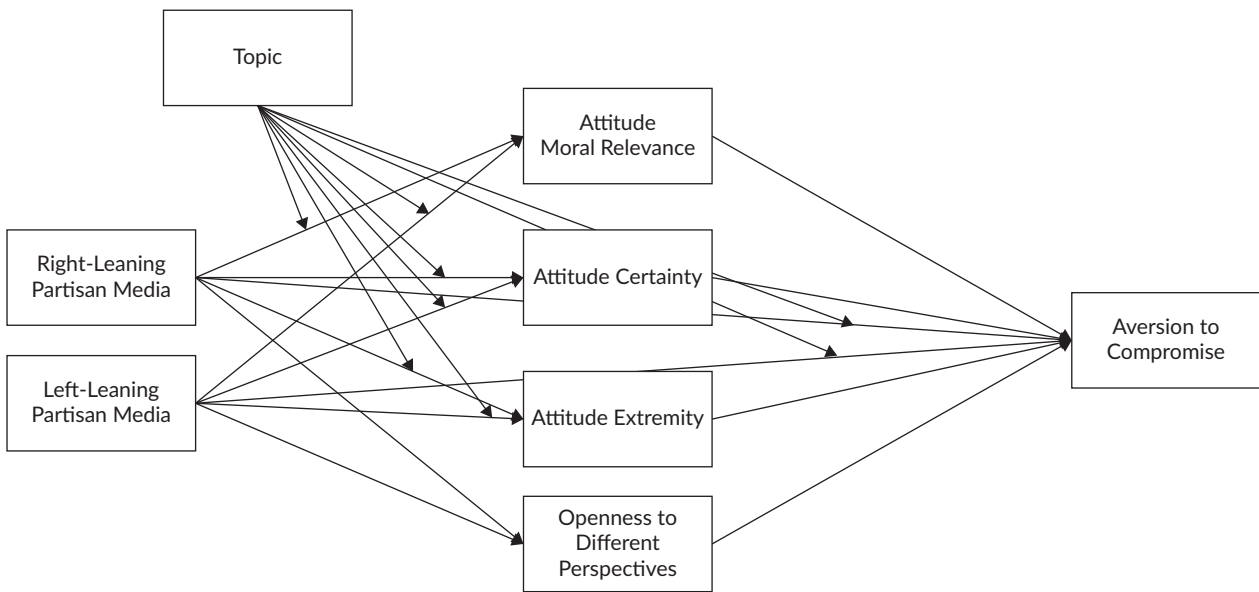 Topic
Attitude
Moral Relevance
Right-Leaning
Partisan Media
Attitude Certainty
Aversion to
Compromise
Left-Leaning
Partisan Media
Attitude Extremity
Openness to
Different
Perspectives